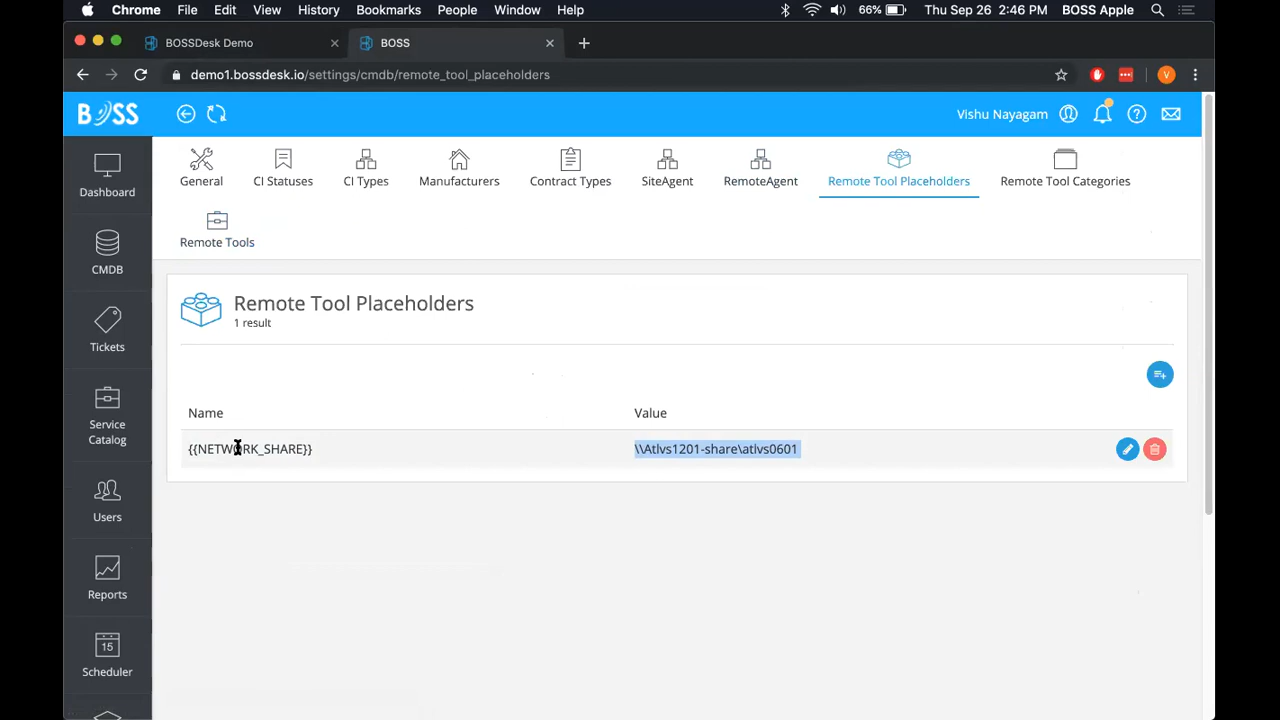 Chrome File Edit View History Bookmarks People Window Help 66% Thu Sep 26 2:46 PM BOSS Apple
BOSSDesk Demo BOSS
demo1.bossdesk.io/settings/cmdb/remote_tool_placeholders V
BOSS Vishu Nayagam
General CI Statuses CI Types Manufacturers Contract Types SiteAgent RemoteAgent Remote Tool Placeholders Remote Tool Categories
Remote Tools
Dashboard
CMDB
Tickets
Service
Catalog
Users
Reports
15
Scheduler
Remote Tool Placeholders
1 result
Name Value
{{NETWORK_SHARE}} \\Atlvs1201-share\atlvs0601